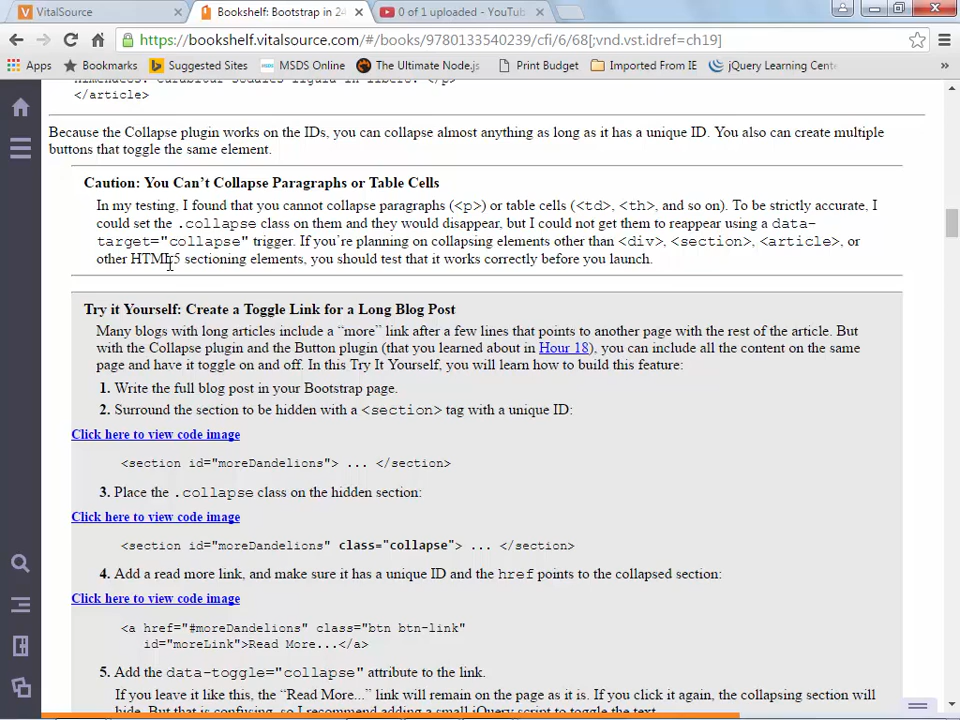 VitalSource
Bookshelf: Bootstrap in 24
0 of 1 uploaded - YouTu
https://bookshelf.vitalsource.com/#/books/9780133540239/cfi/6/68[;vnd.vst.idref=ch19]
Apps Bookmarks Suggested Sites MSDS Online The Ultimate Node.js Print Budget Imported From IE jQuery Learning Cente »
</article>
Because the Collapse plugin works on the IDs, you can collapse almost anything as long as it has a unique ID. You also can create multiple
buttons that toggle the same element.
Caution: You Can't Collapse Paragraphs or Table Cells
In my testing, I found that you cannot collapse paragraphs (<p>) or table cells (<td>, <th>, and so on). To be strictly accurate, I
could set the .collapse class on them and they would disappear, but I could not get them to reappear using a data-
target="collapse" trigger. If you're planning on collapsing elements other than <div>, <section>, <article>, or
other HTML5 sectioning elements, you should test that it works correctly before you launch.
Try it Yourself: Create a Toggle Link for a Long Blog Post
Many blogs with long articles include a “more” link after a few lines that points to another page with the rest of the article. But
with the Collapse plugin and the Button plugin (that you learned about in Hour 18), you can include all the content on the same
page and have it toggle on and off. In this Try It Yourself, you will learn how to build this feature:
1. Write the full blog post in your Bootstrap page.
2. Surround the section to be hidden with a <section> tag with a unique ID:
Click here to view code image
<section id="moreDandelions"> ... </section>
3. Place the .collapse class on the hidden section:
Click here to view code image
<section id="moreDandelions" class="collapse"> ... </section>
4. Add a read more link, and make sure it has a unique ID and the href points to the collapsed section:
Click here to view code image
<a href="#moreDandelions" class="btn btn-link"
id="moreLink">Read More...</a>
5. Add the data-toggle="collapse" attribute to the link.
If you leave it like this, the “Read More...” link will remain on the page as it is. If you click it again, the collapsing section will
hide. But that is confusing, so I recommend adding a small jQuery script to toggle the text.